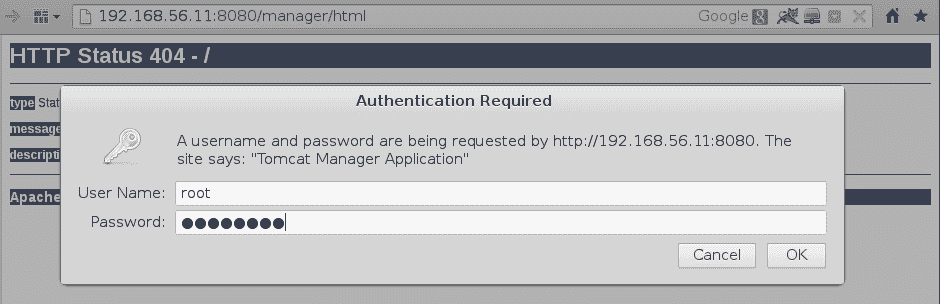 192.168.56.11:8080/manager/html
Google
HTTP Status 404 - /
type Stat
message
descripti
Apache
Authentication Required
A username and password are being requested by http://192.168.56.11:8080. The
site says: "Tomcat Manager Application"
User Name: root
Password: ●●●●●●●●
Cancel OK